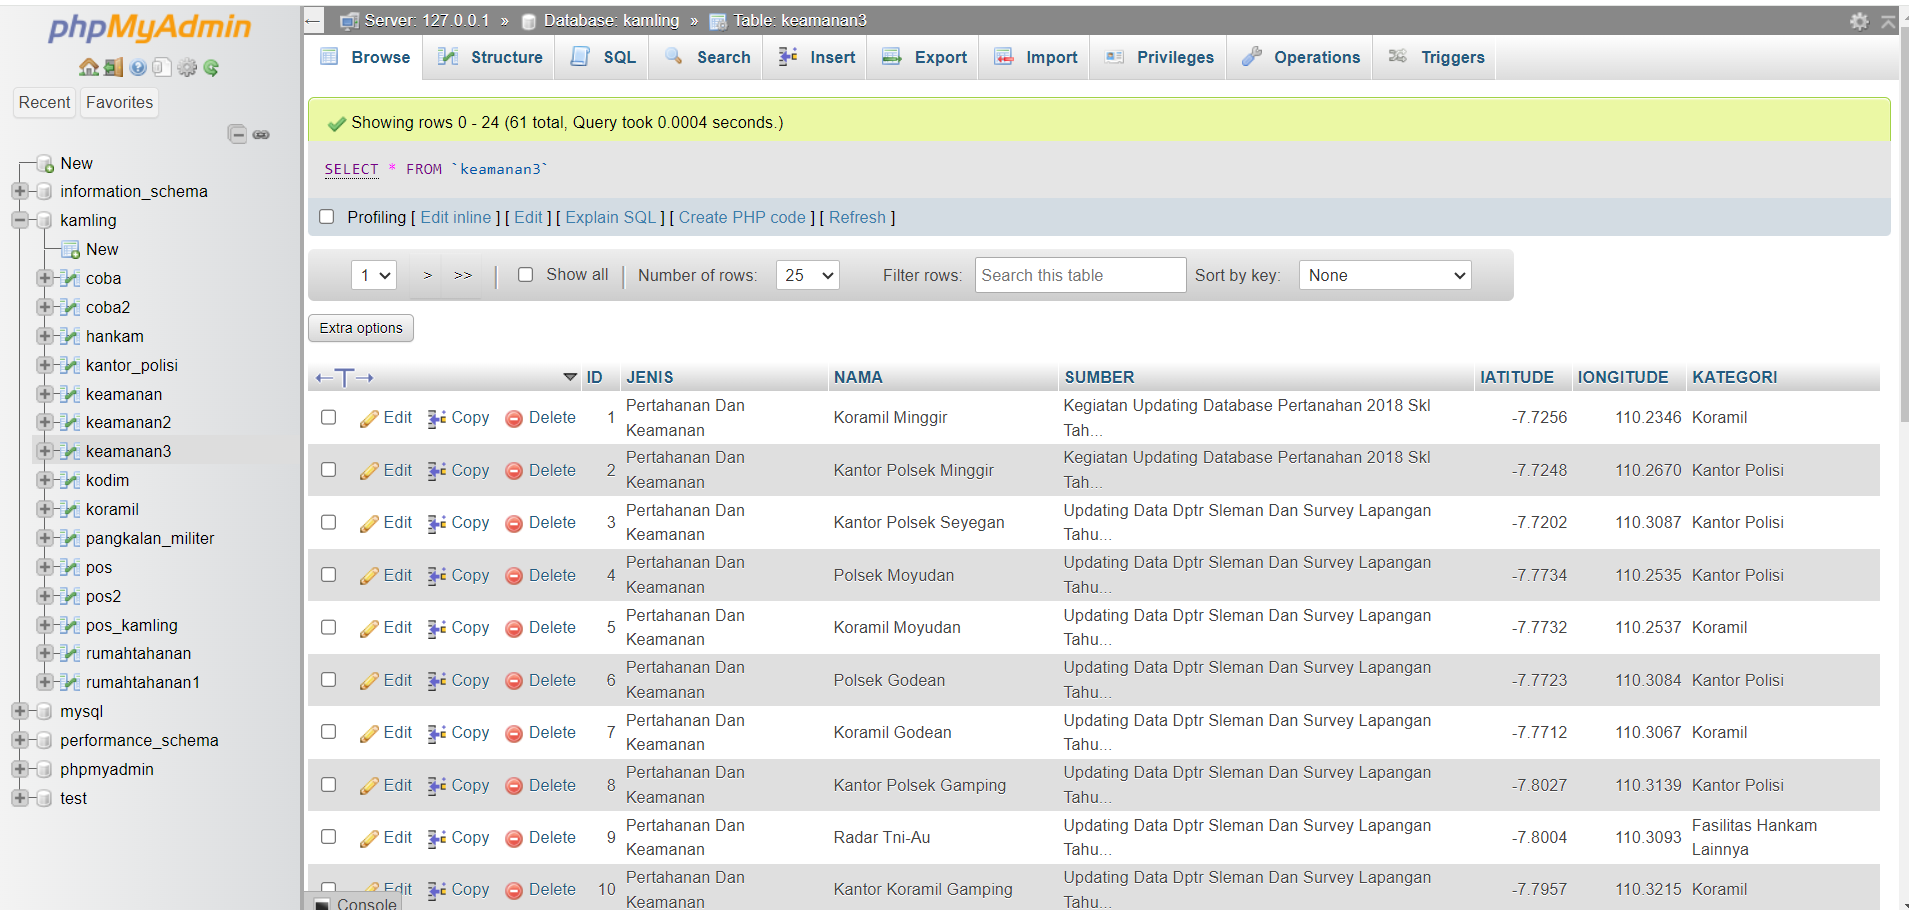 phpMyAdmin
Recent Favorites
New
information_schema
kamling
New
coba
coba2
hankam
kantor_polisi
keamanan
keamanan2
keamanan3
kodim
koramil
pangkalan_militer
pos
pos2
pos_kamling
rumahtahanan
rumahtahanan1
mysql
performance_schema
phpmyadmin
test
Server: 127.0.0.1 » Database: kamling » Table: keamanan3
Browse Structure SQL Search Insert Export Import Privileges Operations Triggers
Showing rows 0 - 24 (61 total, Query took 0.0004 seconds.)
SELECT * FROM `keamanan3`
Profiling [ Edit inline ] [ Edit ] [ Explain SQL ] [ Create PHP code ] [ Refresh ]
1 > >> | Show all | Number of rows: 25 Filter rows: Search this table Sort by key: None
Extra options
ID JENIS NAMA SUMBER lATITUDE lONGITUDE KATEGORI
Pertahanan Dan Kegiatan Updating Database Pertanahan 2018 Skl
Edit Copy Delete 1 Koramil Minggir -7.7256 110.2346 Koramil
Keamanan Tah...
Pertahanan Dan Kegiatan Updating Database Pertanahan 2018 Skl
Edit Copy Delete 2 Kantor Polsek Minggir -7.7248 110.2670 Kantor Polisi
Keamanan Tah...
Pertahanan Dan Updating Data Dptr Sleman Dan Survey Lapangan
Edit Copy Delete 3 Kantor Polsek Seyegan -7.7202 110.3087 Kantor Polisi
Keamanan Tahu...
Pertahanan Dan Updating Data Dptr Sleman Dan Survey Lapangan
Edit Copy Delete 4 Polsek Moyudan -7.7734 110.2535 Kantor Polisi
Keamanan Tahu...
Pertahanan Dan Updating Data Dptr Sleman Dan Survey Lapangan
Edit Copy Delete 5 Koramil Moyudan -7.7732 110.2537 Koramil
Keamanan Tahu...
Pertahanan Dan Updating Data Dptr Sleman Dan Survey Lapangan
Edit Copy Delete 6 Polsek Godean -7.7723 110.3084 Kantor Polisi
Keamanan Tahu...
Pertahanan Dan Updating Data Dptr Sleman Dan Survey Lapangan
Edit Copy Delete 7 Koramil Godean -7.7712 110.3067 Koramil
Keamanan Tahu...
Pertahanan Dan Updating Data Dptr Sleman Dan Survey Lapangan
Edit Copy Delete 8 Kantor Polsek Gamping -7.8027 110.3139 Kantor Polisi
Keamanan Tahu...
Pertahanan Dan Updating Data Dptr Sleman Dan Survey Lapangan Fasilitas Hankam
Edit Copy Delete 9 Radar Tni-Au -7.8004 110.3093
Keamanan Tahu... Lainnya
Pertahanan Dan Updating Data Dptr Sleman Dan Survey Lapangan
Edit Copy Delete 10 Kantor Koramil Gamping -7.7957 110.3215 Koramil
Keamanan Tahu...
Console